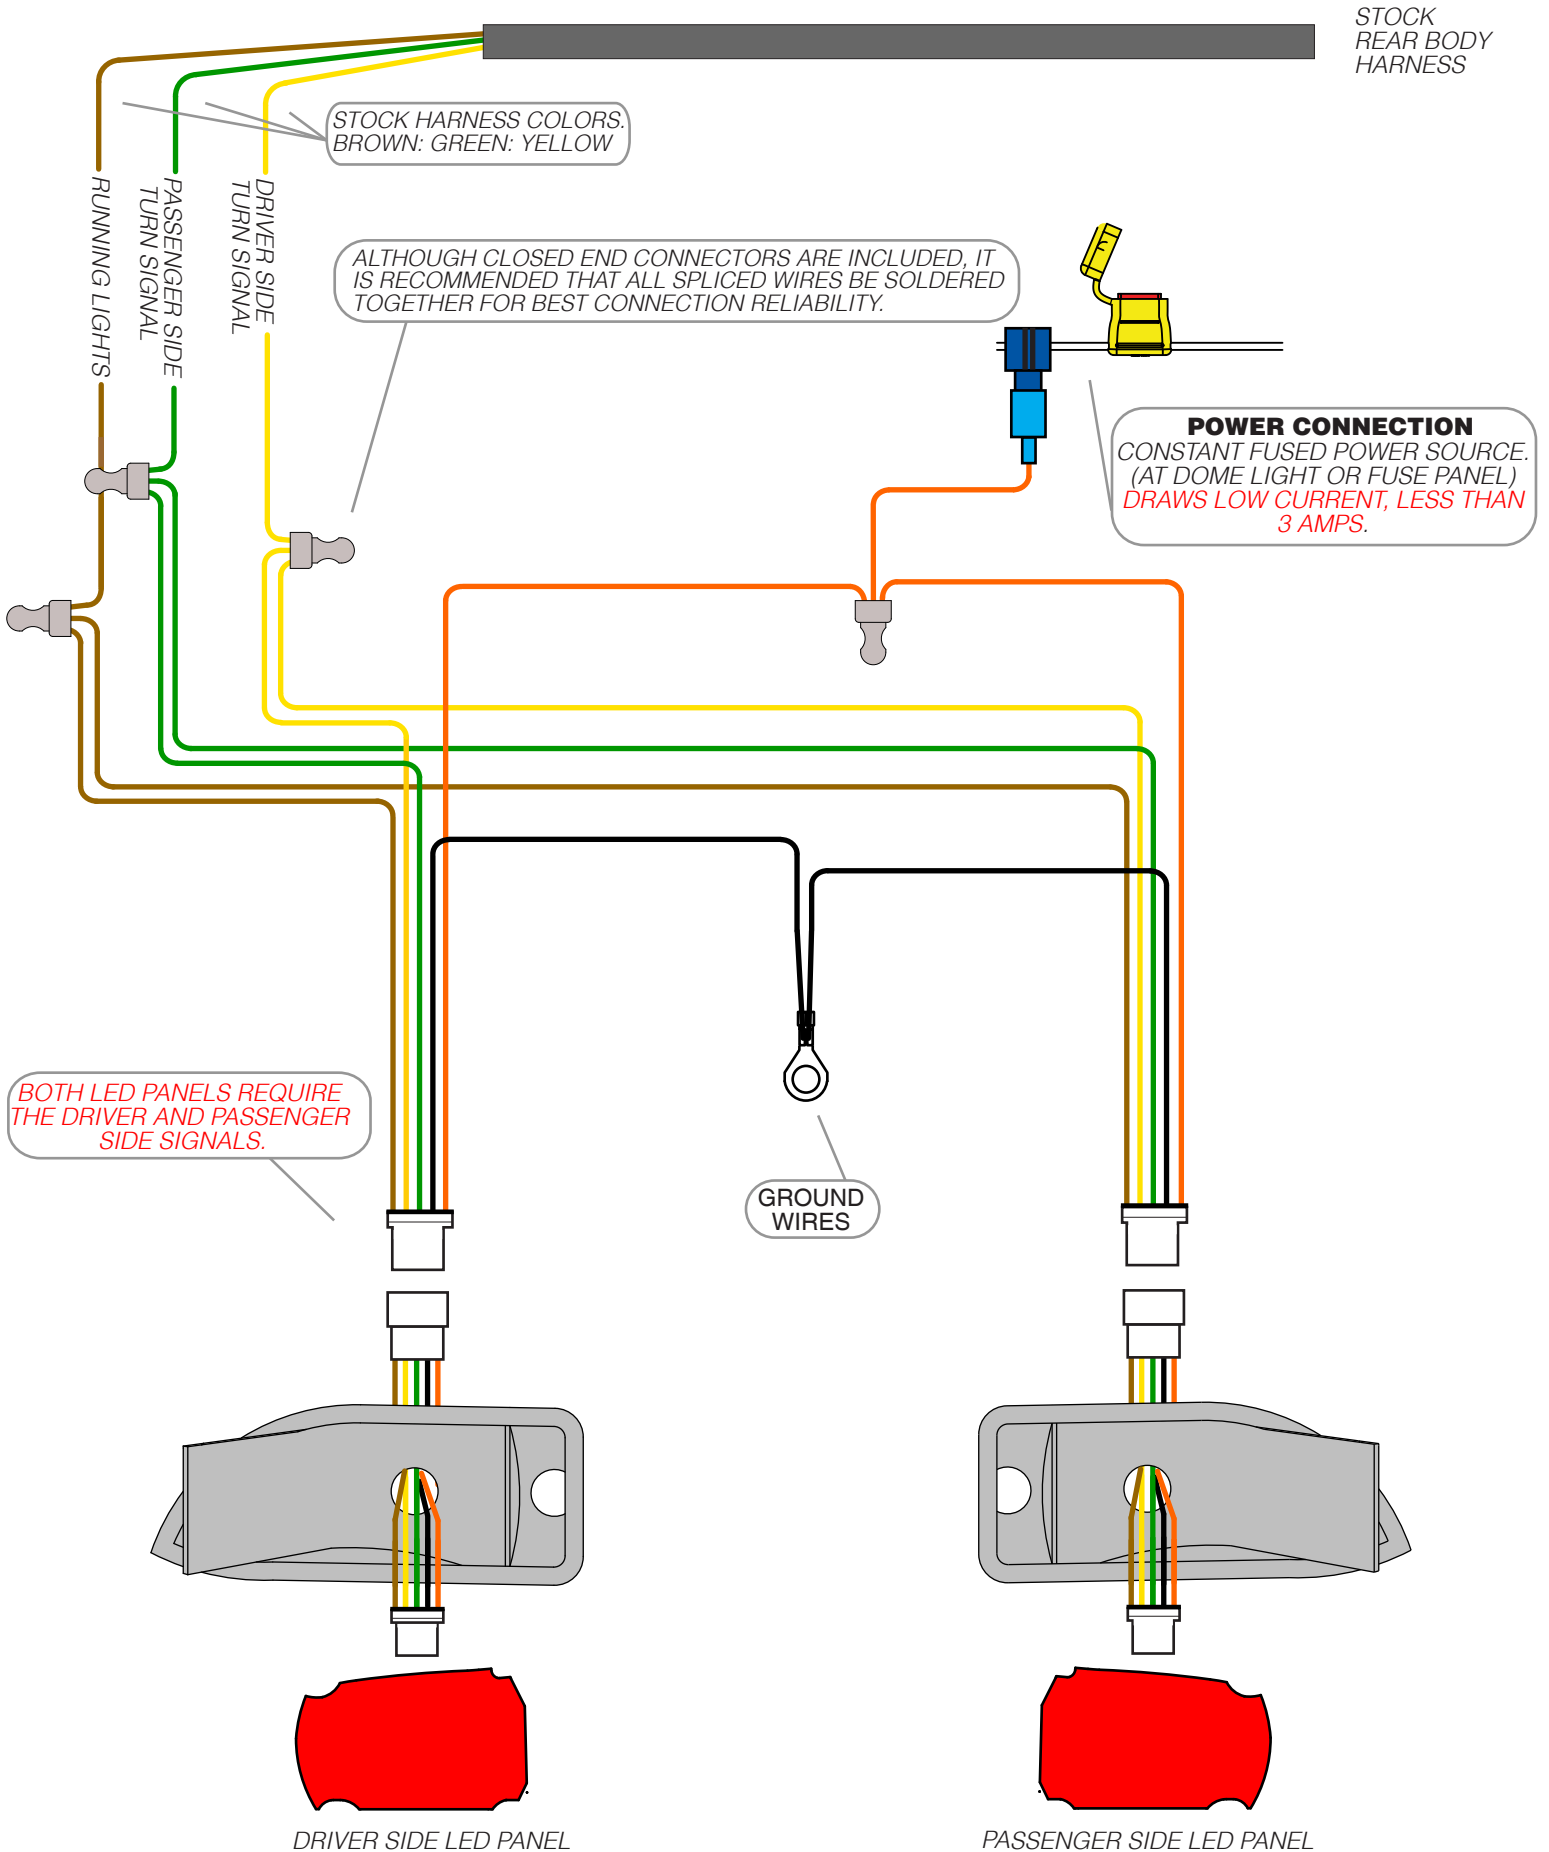 STOCK
REAR BODY
HARNESS
STOCK HARNESS COLORS.
BROWN: GREEN: YELLOW
RUNNING LIGHTS
PASSENGER SIDE
TURN SIGNAL
DRIVER SIDE
TURN SIGNAL
ALTHOUGH CLOSED END CONNECTORS ARE INCLUDED, IT
IS RECOMMENDED THAT ALL SPLICED WIRES BE SOLDERED
TOGETHER FOR BEST CONNECTION RELIABILITY.
POWER CONNECTION
CONSTANT FUSED POWER SOURCE.
(AT DOME LIGHT OR FUSE PANEL)
DRAWS LOW CURRENT, LESS THAN
3 AMPS.
BOTH LED PANELS REQUIRE
THE DRIVER AND PASSENGER
SIDE SIGNALS.
GROUND
WIRES
DRIVER SIDE LED PANEL
PASSENGER SIDE LED PANEL